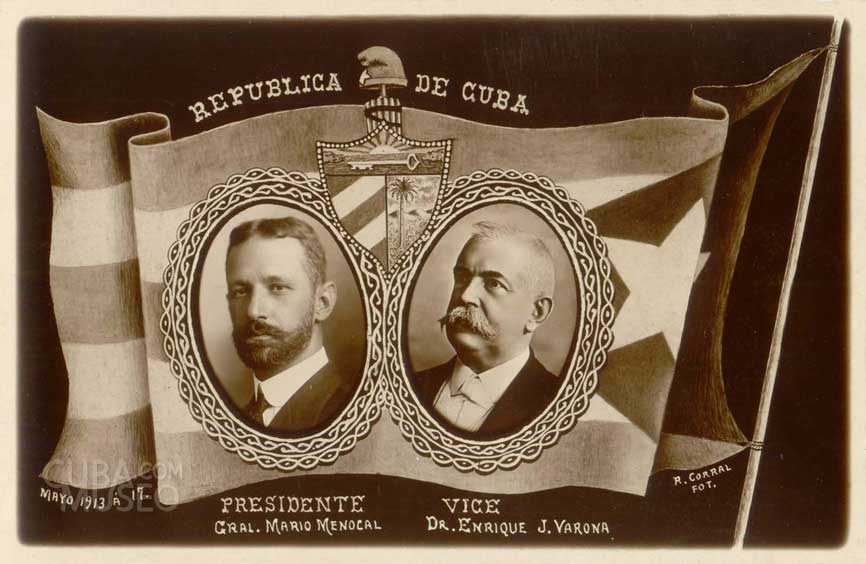 REPUBLICA DE CUBA
CUBA.COM
MUSEO
MAYO 1913 Á 17.
PRESIDENTE
GRAL. MARIO MENOCAL
VICE
DR. ENRIQUE J. VARONA
R. CORRAL
FOT.